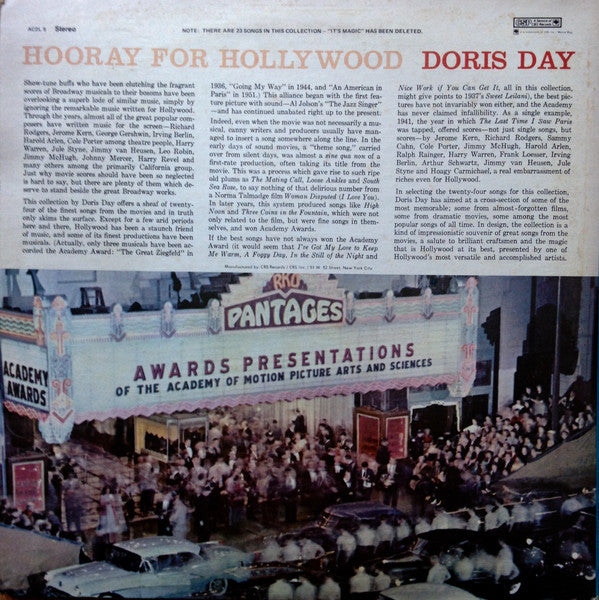 AC2L 5 Stereo
NOTE: THERE ARE 23 SONGS IN THIS COLLECTION – "IT'S MAGIC" HAS BEEN DELETED.
HOORAY FOR HOLLYWOOD DORIS DAY
Show-tune buffs who have been clutching the fragrant
scores of Broadway musicals to their bosoms have been
overlooking a superb lode of similar music, simply by
ignoring the remarkable music written for Hollywood.
Through the years, almost all of the great popular com-
posers have written music for the screen—Richard
Rodgers, Jerome Kern, George Gershwin, Irving Berlin,
Harold Arlen, Cole Porter among theatre people, Harry
Warren, Jule Styne, Jimmy van Heusen, Leo Robin,
Jimmy McHugh, Johnny Mercer, Harry Revel and
many others among the primarily California group.
Just why movie scores should have been so neglected
is hard to say, but there are plenty of them which de-
serve to stand beside the great Broadway works.
This collection by Doris Day offers a sheaf of twenty-
four of the finest songs from the movies and in truth
only skims the surface. Except for a few arid periods
here and there, Hollywood has been a staunch friend
of music, and some of its finest productions have been
musicals. (Actually, only three musicals have been ac-
corded the Academy Award: "The Great Ziegfeld" in
1936, "Going My Way" in 1944, and "An American in
Paris" in 1951.) This alliance began with the first fea-
ture picture with sound—Al Jolson's "The Jazz Singer"
—and has continued unabated right up to the present.
Indeed, even when the movie was not necessarily a mu-
sical, canny writers and producers usually have man-
aged to insert a song somewhere along the line. In the
early days of sound movies, a "theme song," carried
over from silent days, was almost a sine qua non of a
first-rate production, often taking its title from the
movie. This was a process which gave rise to such ripe
old plums as The Mating Call, Loose Ankles and South
Sea Rose, to say nothing of that delirious number from
a Norma Talmadge film Woman Disputed (I Love You).
In later years, this system produced songs like High
Noon and Three Coins in the Fountain, which were not
only related to the film, but were fine songs in them-
selves, and won Academy Awards.
If the best songs have not always won the Academy
Award (it would seem that I've Got My Love to Keep
Me Warm, A Foggy Day, In the Still of the Night and
Nice Work if You Can Get It, all in this collection,
might give points to 1937's Sweet Leilani), the best pic-
tures have not invariably won either, and the Academy
has never claimed infallibility. As a single example,
1941, the year in which The Last Time I Saw Paris
was tapped, offered scores—not just single songs, but
scores—by Jerome Kern, Richard Rodgers, Sammy
Cahn, Cole Porter, Jimmy McHugh, Harold Arlen,
Ralph Rainger, Harry Warren, Frank Loesser, Irving
Berlin, Arthur Schwartz, Jimmy van Heusen, Jule
Styne and Hoagy Carmichael, a real embarrassment of
riches even for Hollywood.
In selecting the twenty-four songs for this collection,
Doris Day has aimed at a cross-section of some of the
most memorable; some from almost-forgotten films,
some from dramatic movies, some among the most
popular songs of all time. In design, the collection is a
kind of impressionistic souvenir of great songs from the
movies, a salute to brilliant craftsmen and the magic
that is Hollywood at its best, presented by one of
Hollywood's most versatile and accomplished artists.
Manufactured by CBS Records / CBS Inc. / 51 W. 52 Street, New York City
RKO
PANTAGES
AWARDS PRESENTATIONS
OF THE ACADEMY OF MOTION PICTURE ARTS AND SCIENCES
ACADEMY
AWARDS